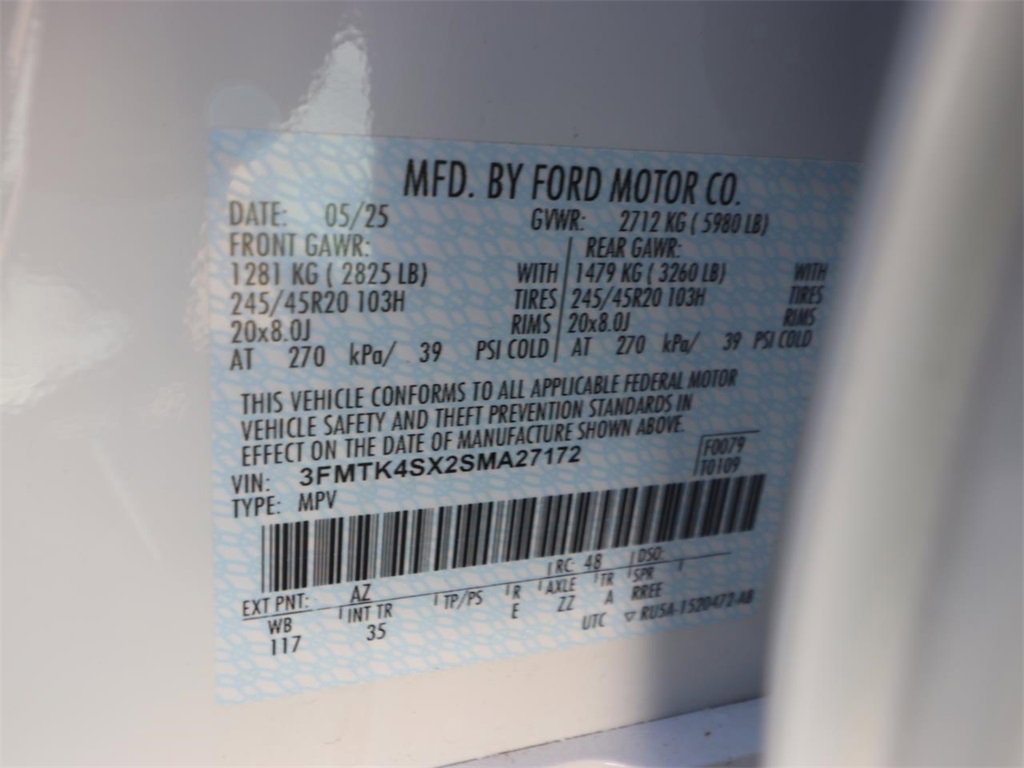 MFD. BY FORD MOTOR CO.
DATE: 05/25 GVWR: 2712 KG ( 5980 LB)
FRONT GAWR: REAR GAWR:
1281 KG ( 2825 LB) WITH 1479 KG ( 3260 LB) WITH
245/45R20 103H TIRES 245/45R20 103H TIRES
20x8.0J RIMS 20x8.0J RIMS
AT 270 kPa/ 39 PSI COLD AT 270 kPa/ 39 PSI COLD
THIS VEHICLE CONFORMS TO ALL APPLICABLE FEDERAL MOTOR
VEHICLE SAFETY AND THEFT PREVENTION STANDARDS IN
EFFECT ON THE DATE OF MANUFACTURE SHOWN ABOVE.
VIN: 3FMTK4SX2SMA27172 F0079
TYPE: MPV T0109
EXT PNT: AZ RC: 48 DSO:
WB INT TR TP/PS R AXLE TR SPR
117 35 E ZZ A RREE
UTC ▽ RU5A-1520472-AB